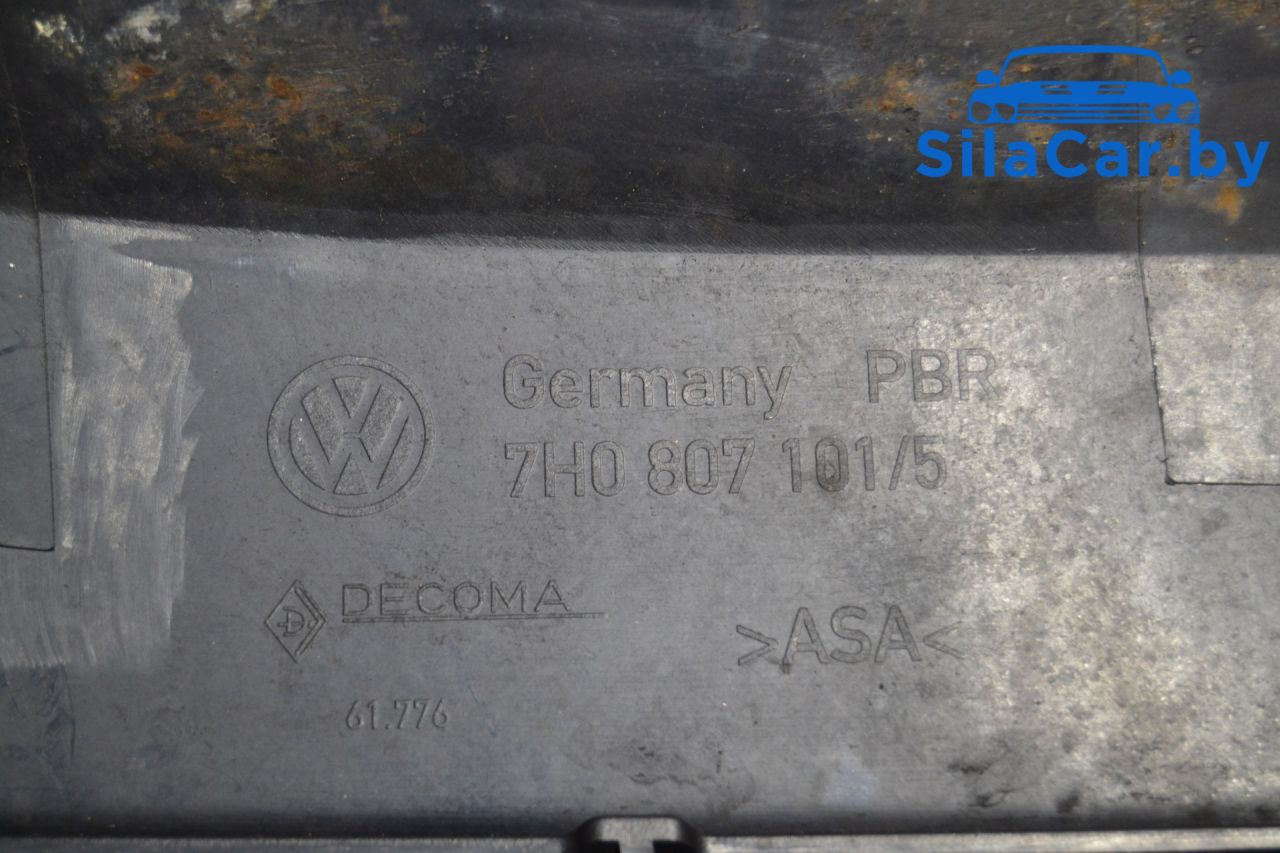 SilaCar.by
Germany PBR
7H0 807 101/5
D DECOMA
>ASA<
61.776